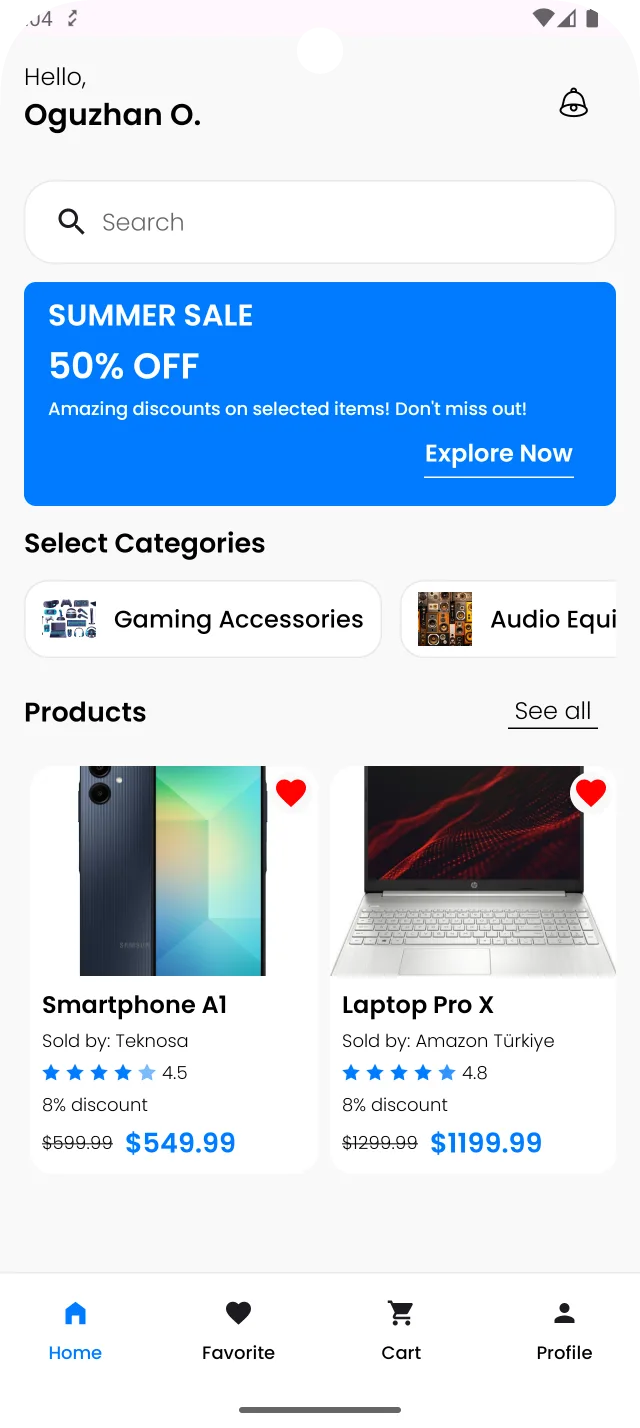 Hello,
Oguzhan O.
Search
SUMMER SALE
50% OFF
Amazing discounts on selected items! Don't miss out!
Explore Now
Select Categories
Gaming Accessories
Audio Equi
Products
See all
SAMSUNG
hp
Smartphone A1
Laptop Pro X
Sold by: Teknosa
Sold by: Amazon Türkiye
4.5
4.8
8% discount
8% discount
$599.99 $549.99
$1299.99 $1199.99
Home
Favorite
Cart
Profile